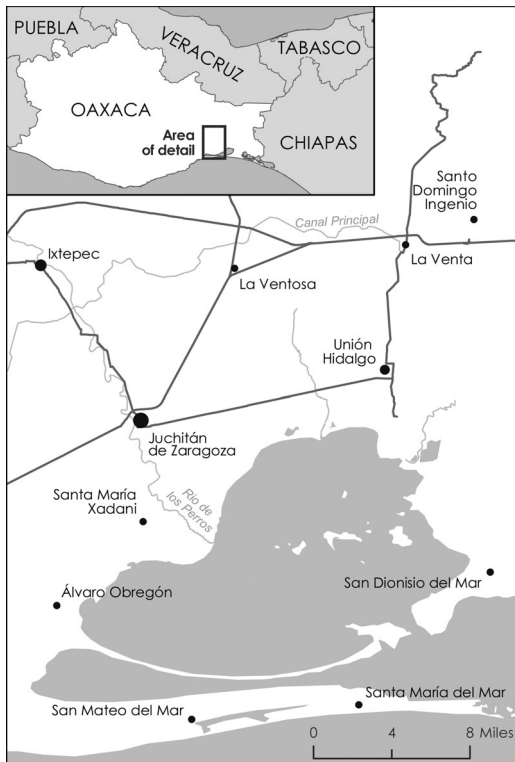 PUEBLA
VERACRUZ
TABASCO
OAXACA
Area
of detail
CHIAPAS
Santo
Domingo
Ingenio
Canal Principal
Ixtepec
La Venta
La Ventosa
Unión
Hidalgo
Juchitán
de Zaragoza
Santa María
Xadani
Rio de
los Perros
San Dionisio del Mar
Álvaro Obregón
Santa María del Mar
San Mateo del Mar
0 4 8 Miles